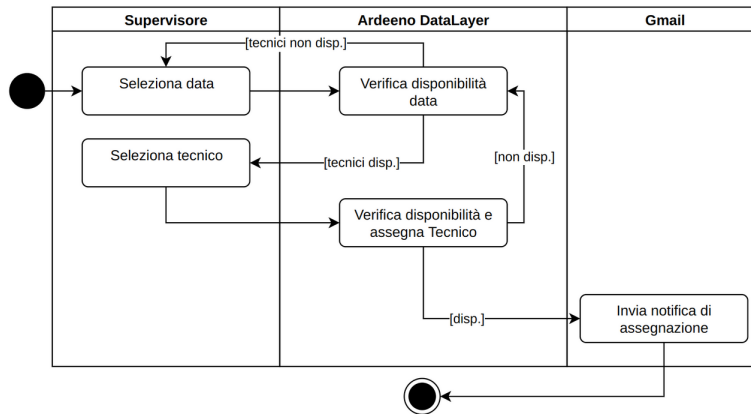 Supervisore
Ardeeno DataLayer
Gmail
[tecnici non disp.]
Seleziona data
Verifica disponibilità
data
Seleziona tecnico
[tecnici disp.]
[non disp.]
Verifica disponibilità e
assegna Tecnico
[disp.]
Invia notifica di
assegnazione